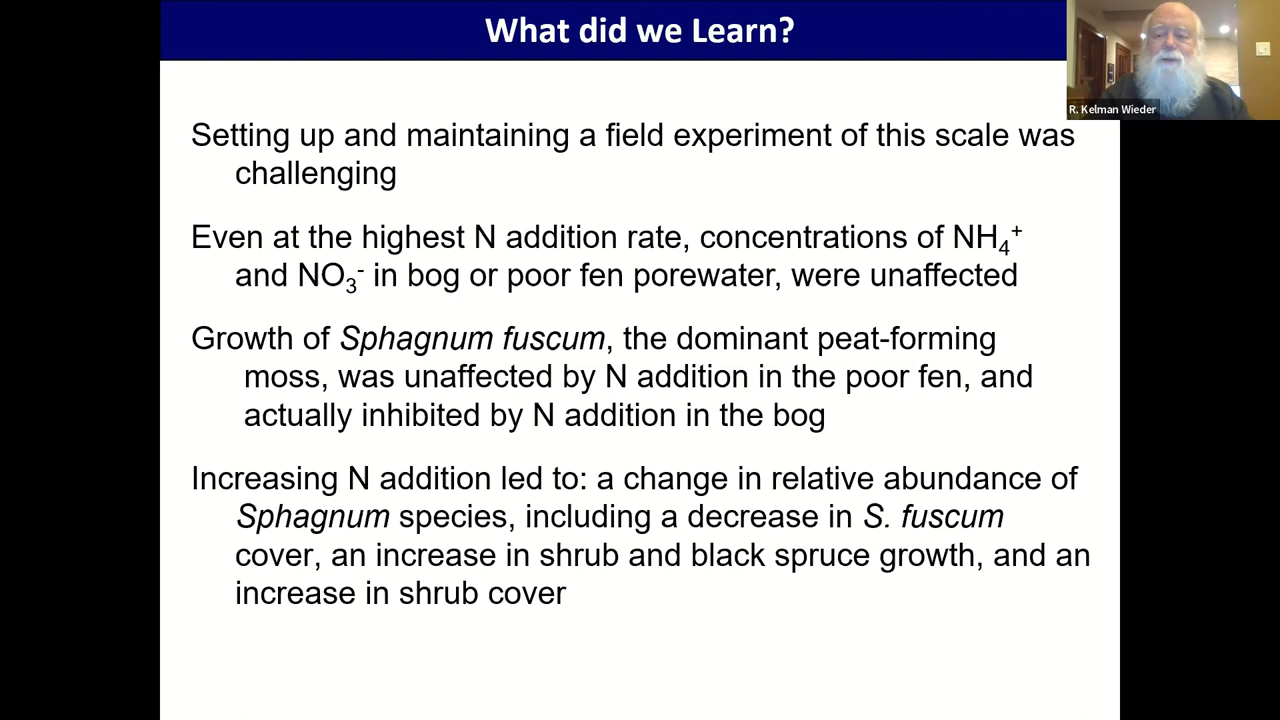 What did we Learn?
R. Kelman Wieder
Setting up and maintaining a field experiment of this scale was
challenging
Even at the highest N addition rate, concentrations of NH₄⁺
and NO₃⁻ in bog or poor fen porewater, were unaffected
Growth of Sphagnum fuscum, the dominant peat-forming
moss, was unaffected by N addition in the poor fen, and
actually inhibited by N addition in the bog
Increasing N addition led to: a change in relative abundance of
Sphagnum species, including a decrease in S. fuscum
cover, an increase in shrub and black spruce growth, and an
increase in shrub cover